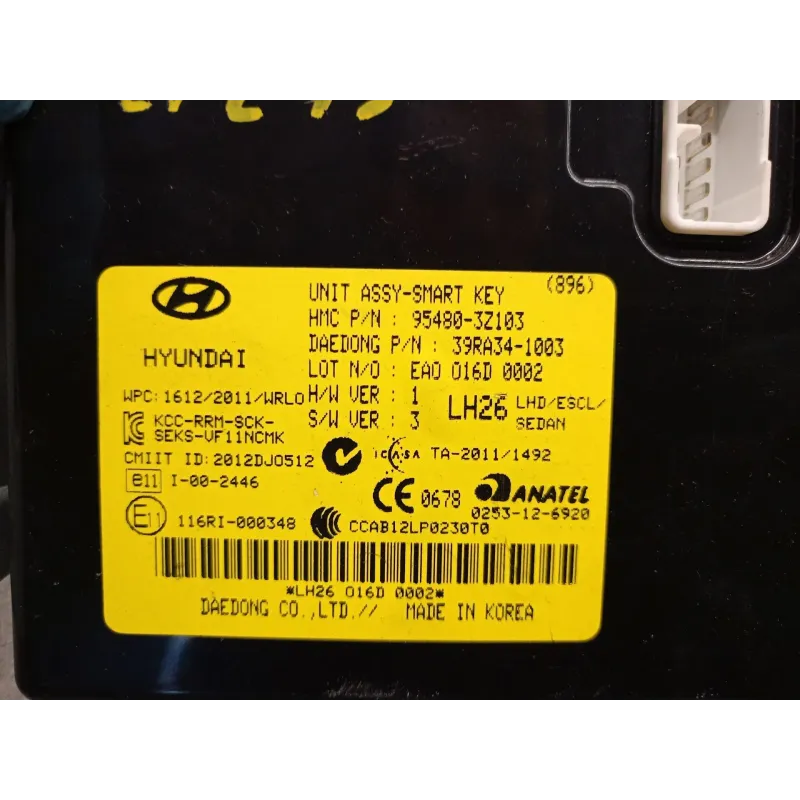 (896)
UNIT ASSY-SMART KEY
HMC P/N : 95480-3Z103
HYUNDAI
DAEDONG P/N : 39RA34-1003
LOT N/O : EA0 016D 0002
WPC: 1612/2011/WRLO
H/W VER : 1
LH26 LHD/ESCL/
SEDAN
KCC-RRM-SCK-
SEKS-VF11NCMK
S/W VER : 3
CMIIT ID: 2012DJ0512
ICASA TA-2011/1492
e11 I-00-2446
CE 0678 ANATEL
0253-12-6920
E11 116RI-000348
CCAB12LP0230T0
*LH26 016D 0002*
DAEDONG CO.,LTD.// MADE IN KOREA